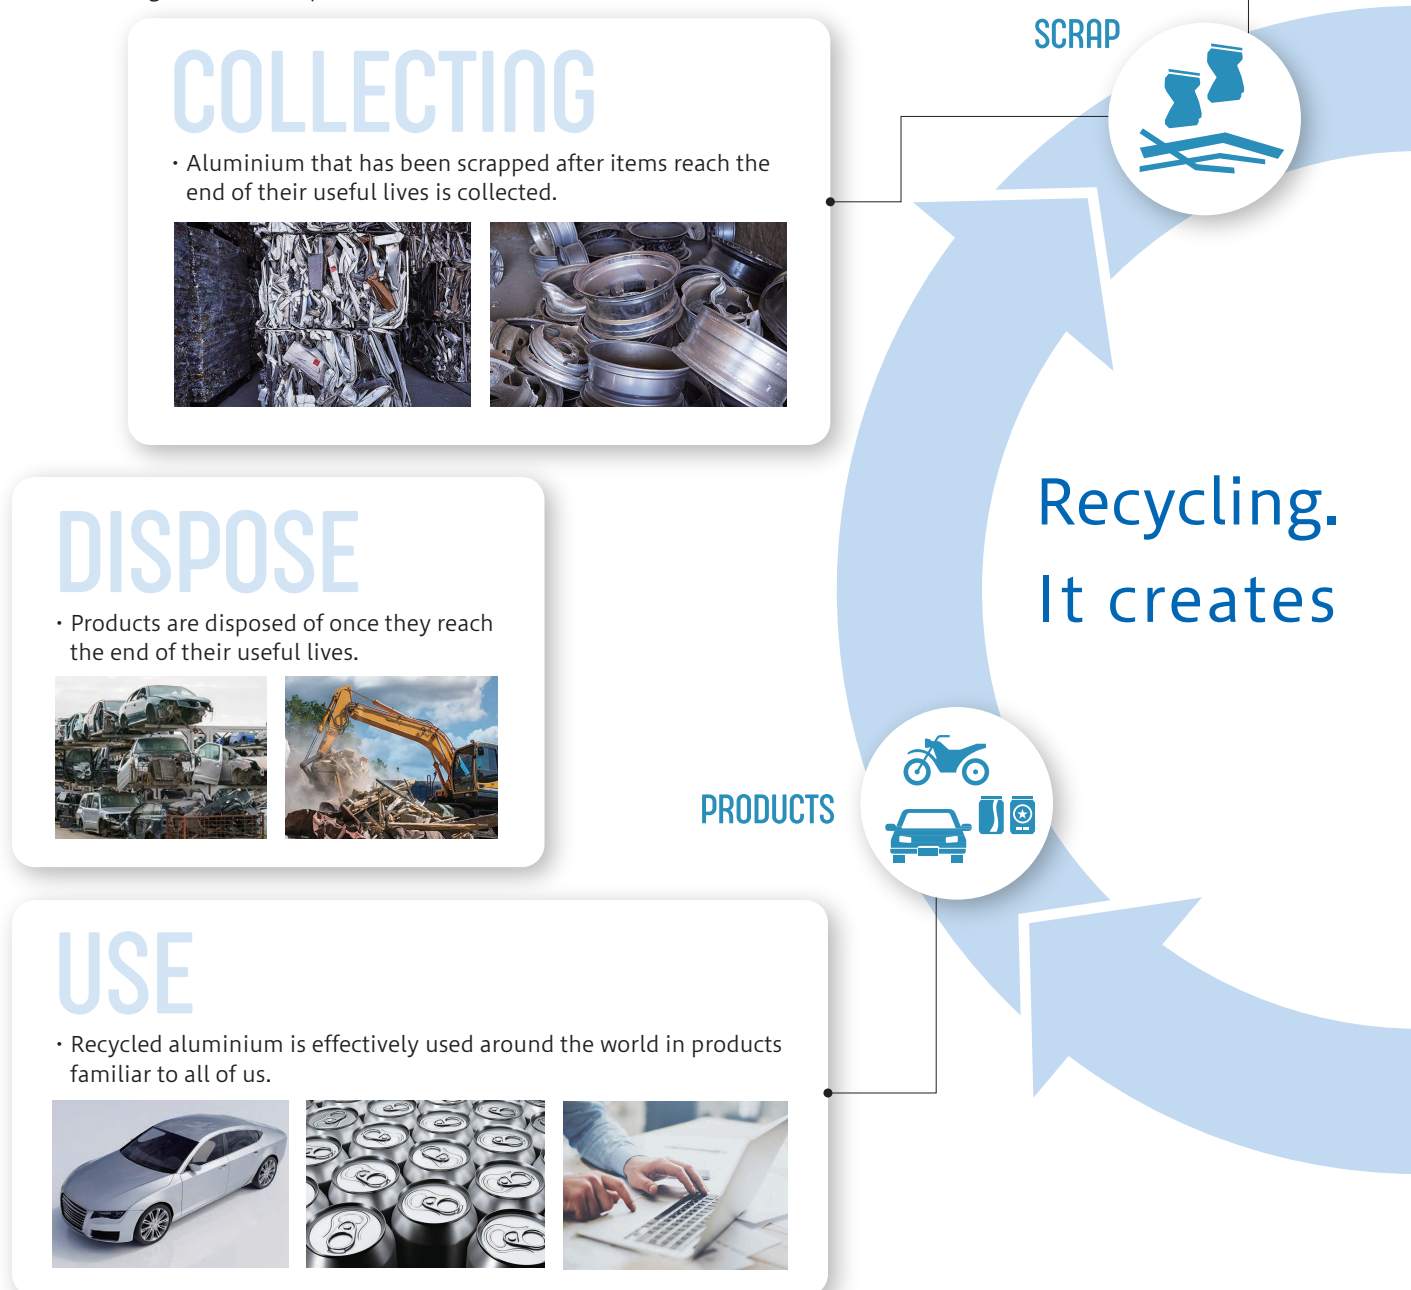 SCRAP
COLLECTING
・Aluminium that has been scrapped after items reach the
end of their useful lives is collected.
DISPOSE
・Products are disposed of once they reach
the end of their useful lives.
Recycling.
It creates
PRODUCTS
USE
・Recycled aluminium is effectively used around the world in products
familiar to all of us.